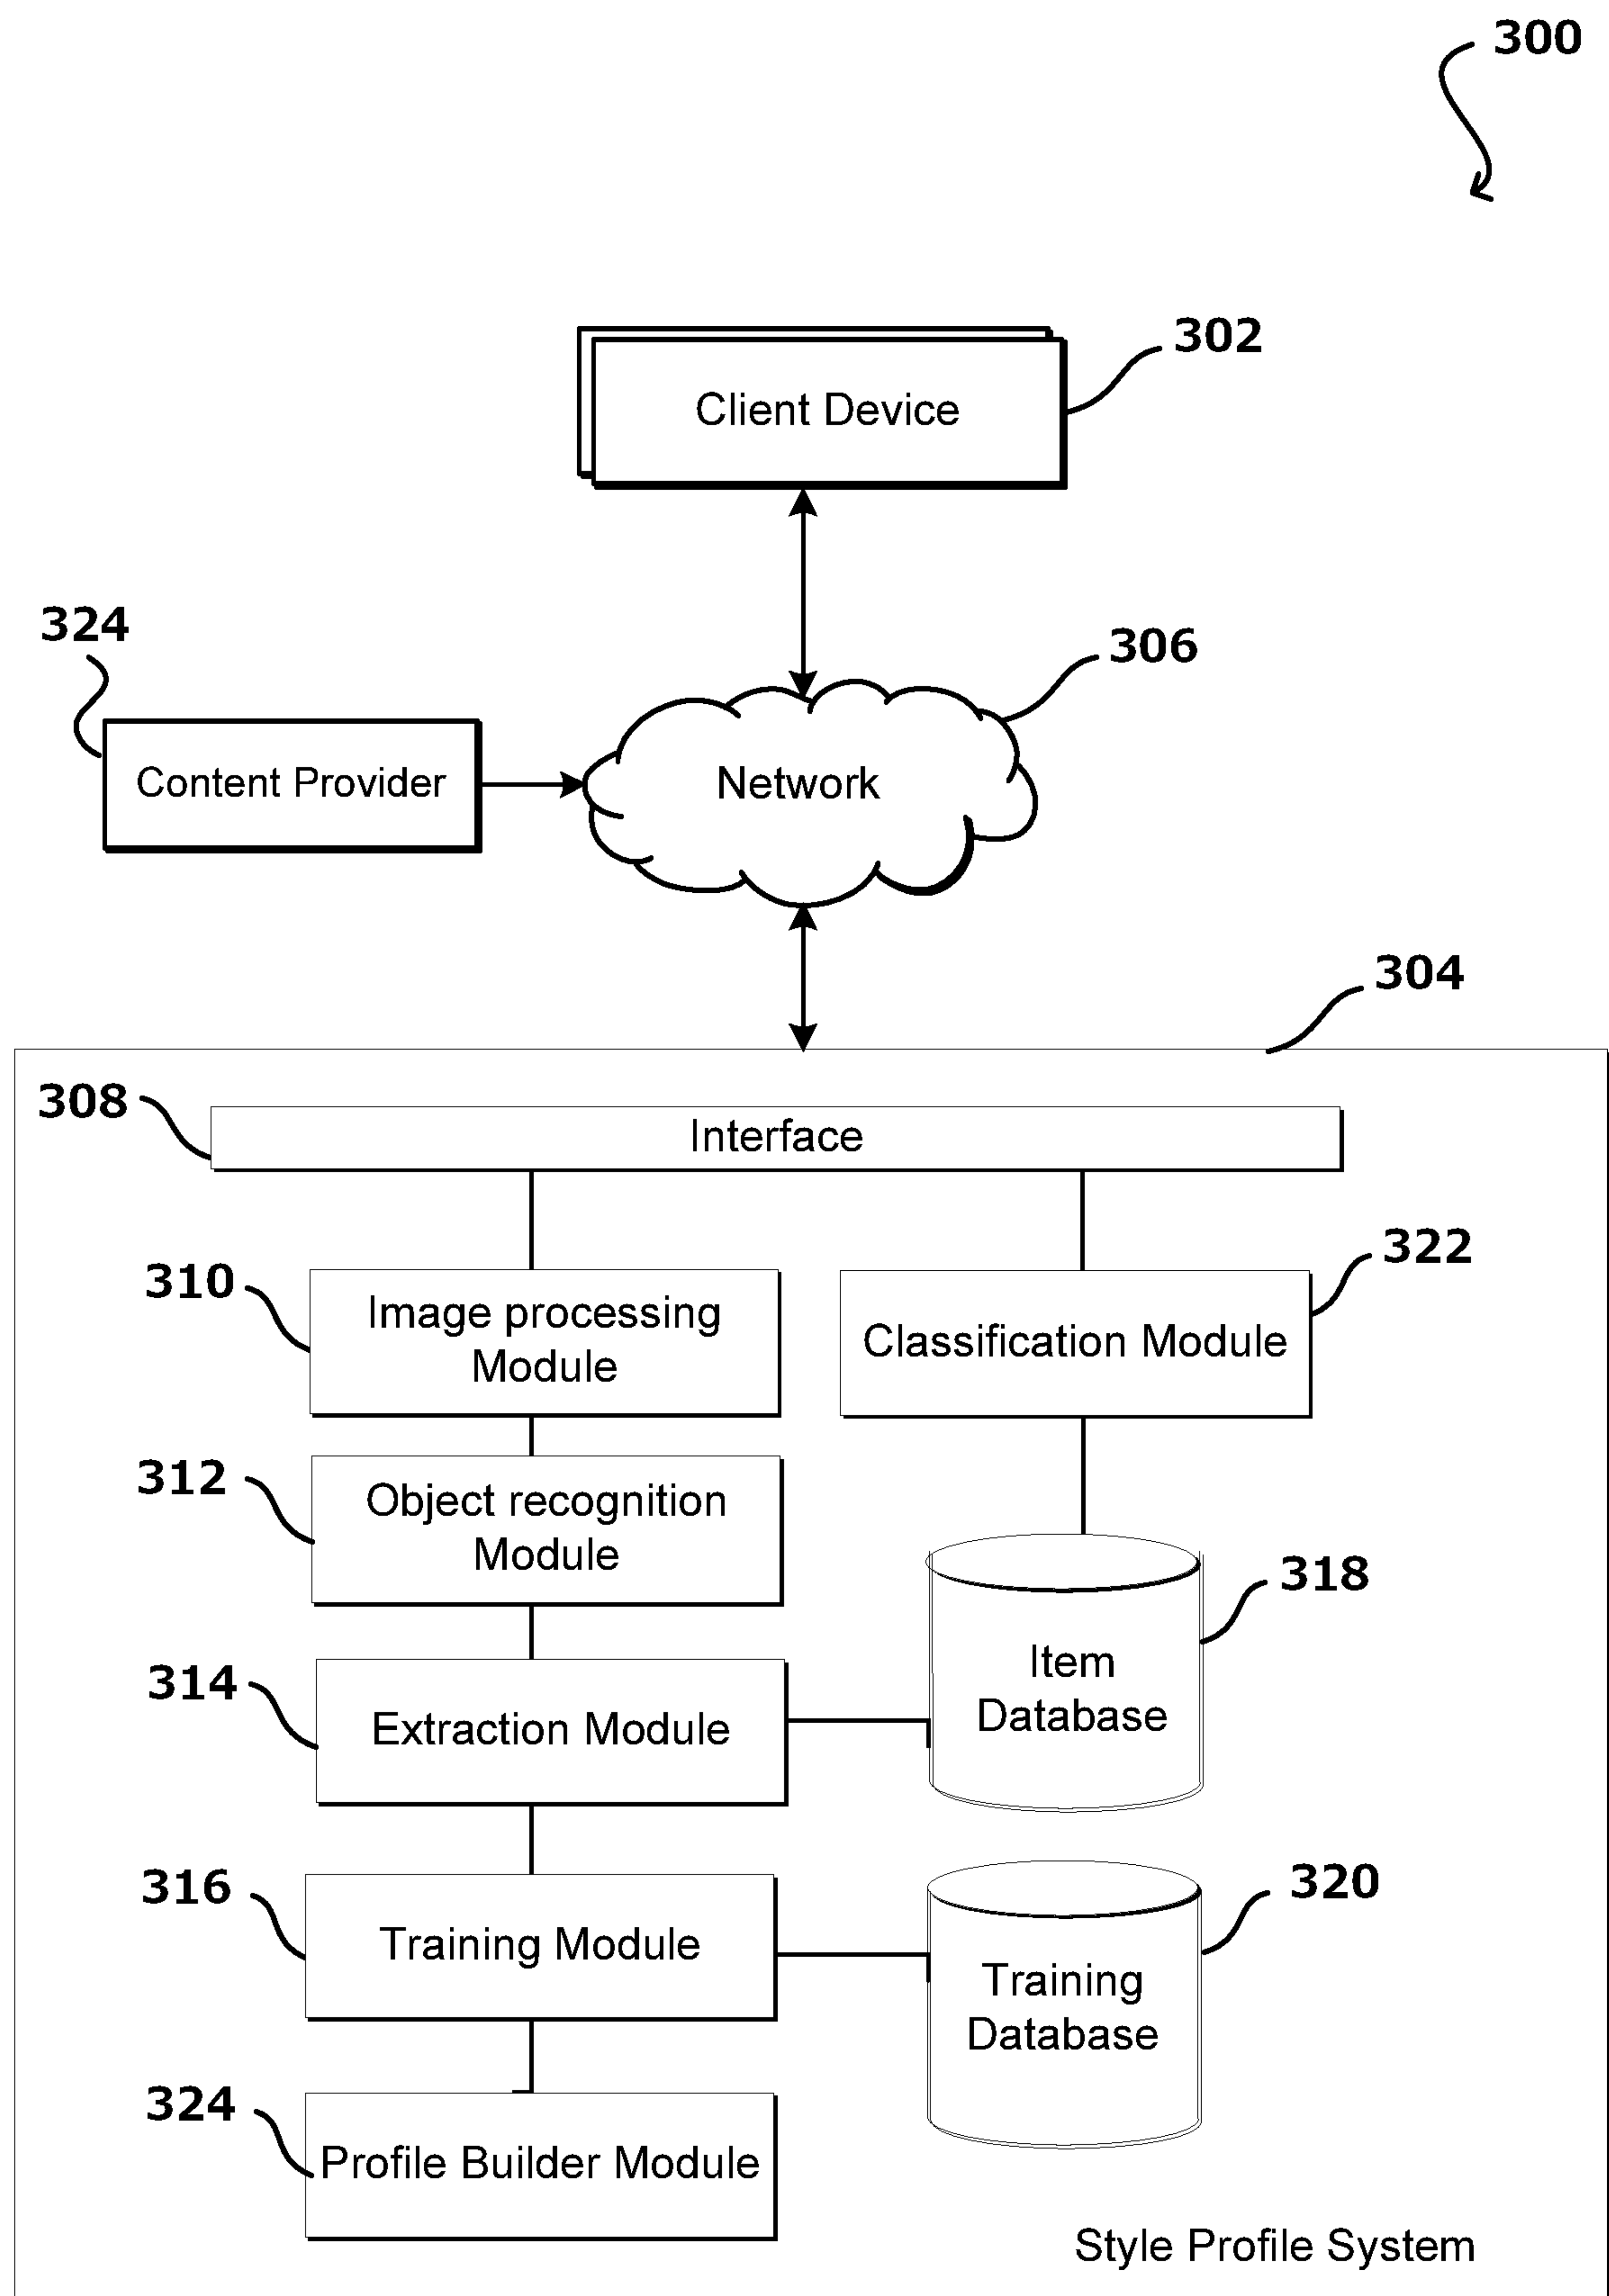 300
302
Client Device
324
306
Content Provider
Network
304
308
Interface
310
322
Image processing
Module
Classification Module
312
Object recognition
Module
318
314
Item
Database
Extraction Module
316
320
Training Module
Training
Database
324
Profile Builder Module
Style Profile System